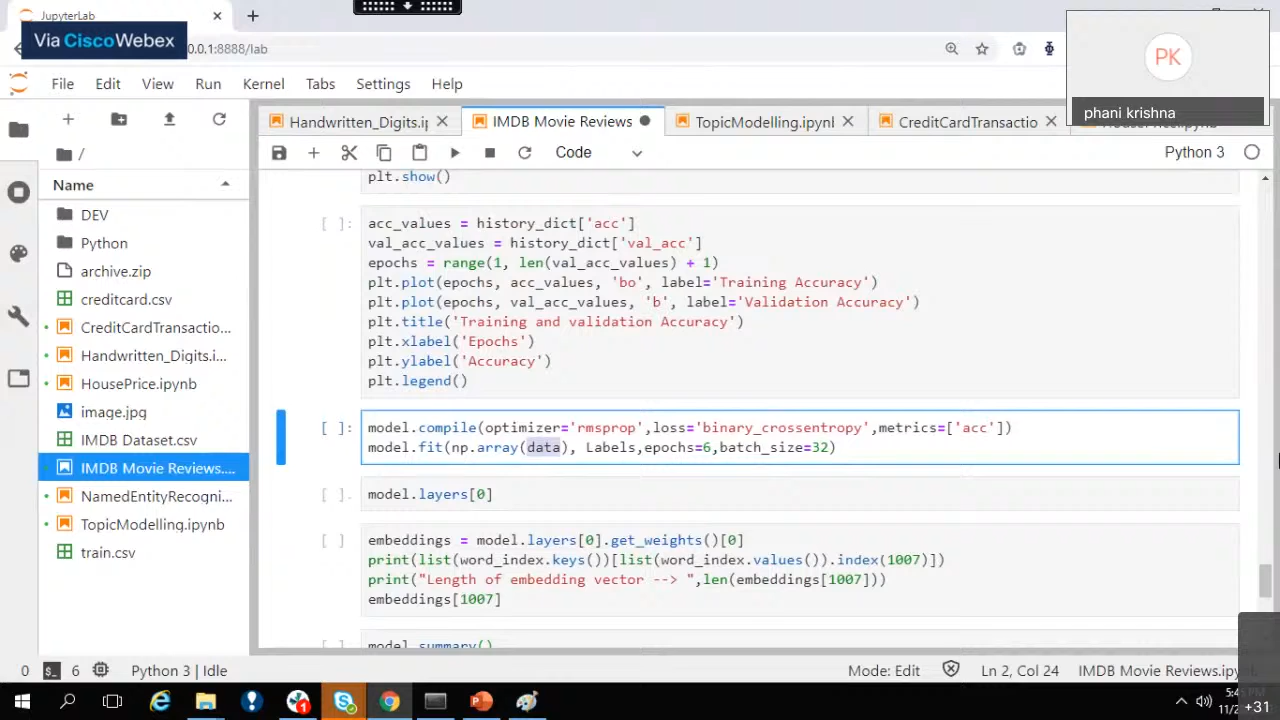 JupyterLab
Via Cisco Webex
0.0.1:8888/lab
PK
phani krishna
File Edit View Run Kernel Tabs Settings Help
Handwritten_Digits.i
IMDB Movie Reviews
TopicModelling.ipynb
CreditCardTransactio
Code
Python 3
/
Name
DEV
Python
archive.zip
creditcard.csv
CreditCardTransactio...
Handwritten_Digits.i...
HousePrice.ipynb
image.jpg
IMDB Dataset.csv
IMDB Movie Reviews....
NamedEntityRecogni...
TopicModelling.ipynb
train.csv
plt.show()
[ ]: acc_values = history_dict['acc']
val_acc_values = history_dict['val_acc']
epochs = range(1, len(val_acc_values) + 1)
plt.plot(epochs, acc_values, 'bo', label='Training Accuracy')
plt.plot(epochs, val_acc_values, 'b', label='Validation Accuracy')
plt.title('Training and validation Accuracy')
plt.xlabel('Epochs')
plt.ylabel('Accuracy')
plt.legend()
[ ]: model.compile(optimizer='rmsprop',loss='binary_crossentropy',metrics=['acc'])
model.fit(np.array(data), Labels,epochs=6,batch_size=32)
[ ]: model.layers[0]
[ ]: embeddings = model.layers[0].get_weights()[0]
print(list(word_index.keys())[list(word_index.values()).index(1007)])
print("Length of embedding vector --> ",len(embeddings[1007]))
embeddings[1007]
[ ]: model.summary()
0 6 Python 3 | Idle
Mode: Edit Ln 2, Col 24 IMDB Movie Reviews.ipy
+31